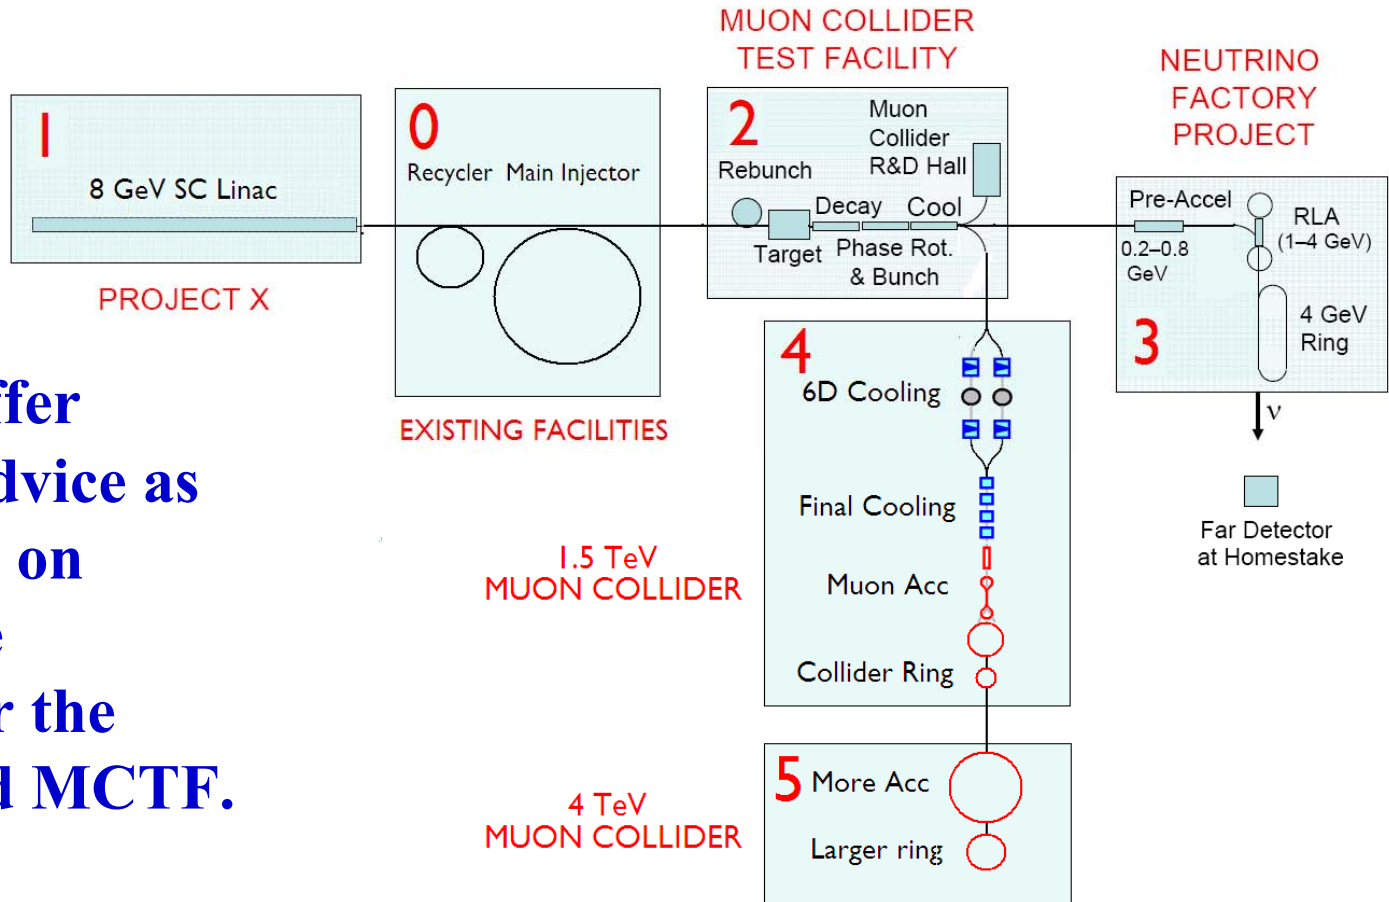 MUON COLLIDER
TEST FACILITY
NEUTRINO
FACTORY
PROJECT
1
8 GeV SC Linac
PROJECT X
0
Recycler Main Injector
EXISTING FACILITIES
2
Muon
Collider
R&D Hall
Rebunch
Decay
Cool
Target
Phase Rot.
& Bunch
Pre-Accel
0.2–0.8
GeV
RLA
(1–4 GeV)
4 GeV
Ring
3
ν
Far Detector
at Homestake
4
6D Cooling
Final Cooling
Muon Acc
Collider Ring
1.5 TeV
MUON COLLIDER
5
More Acc
Larger ring
4 TeV
MUON COLLIDER
as
on
the
MCTF.